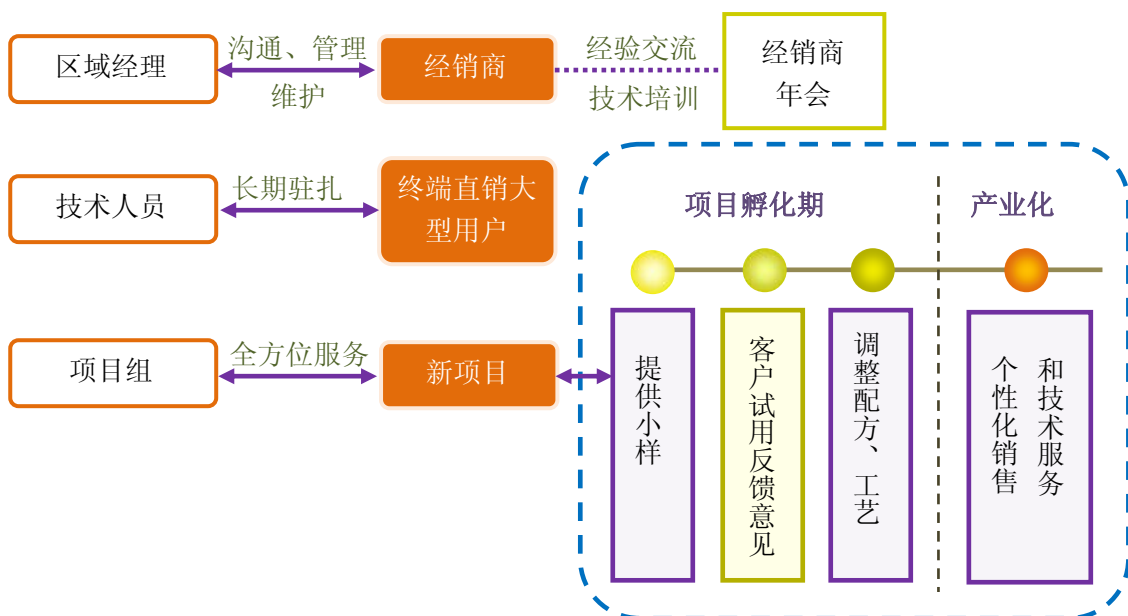 区域经理
沟通、管理
维护
经销商
经验交流
技术培训
经销商
年会
技术人员
长期驻扎
终端直销大
型用户
项目孵化期
产业化
项目组
全方位服务
新项目
提供小样
客户试用反馈意见
调整配方、工艺
个性化销售
和技术服务